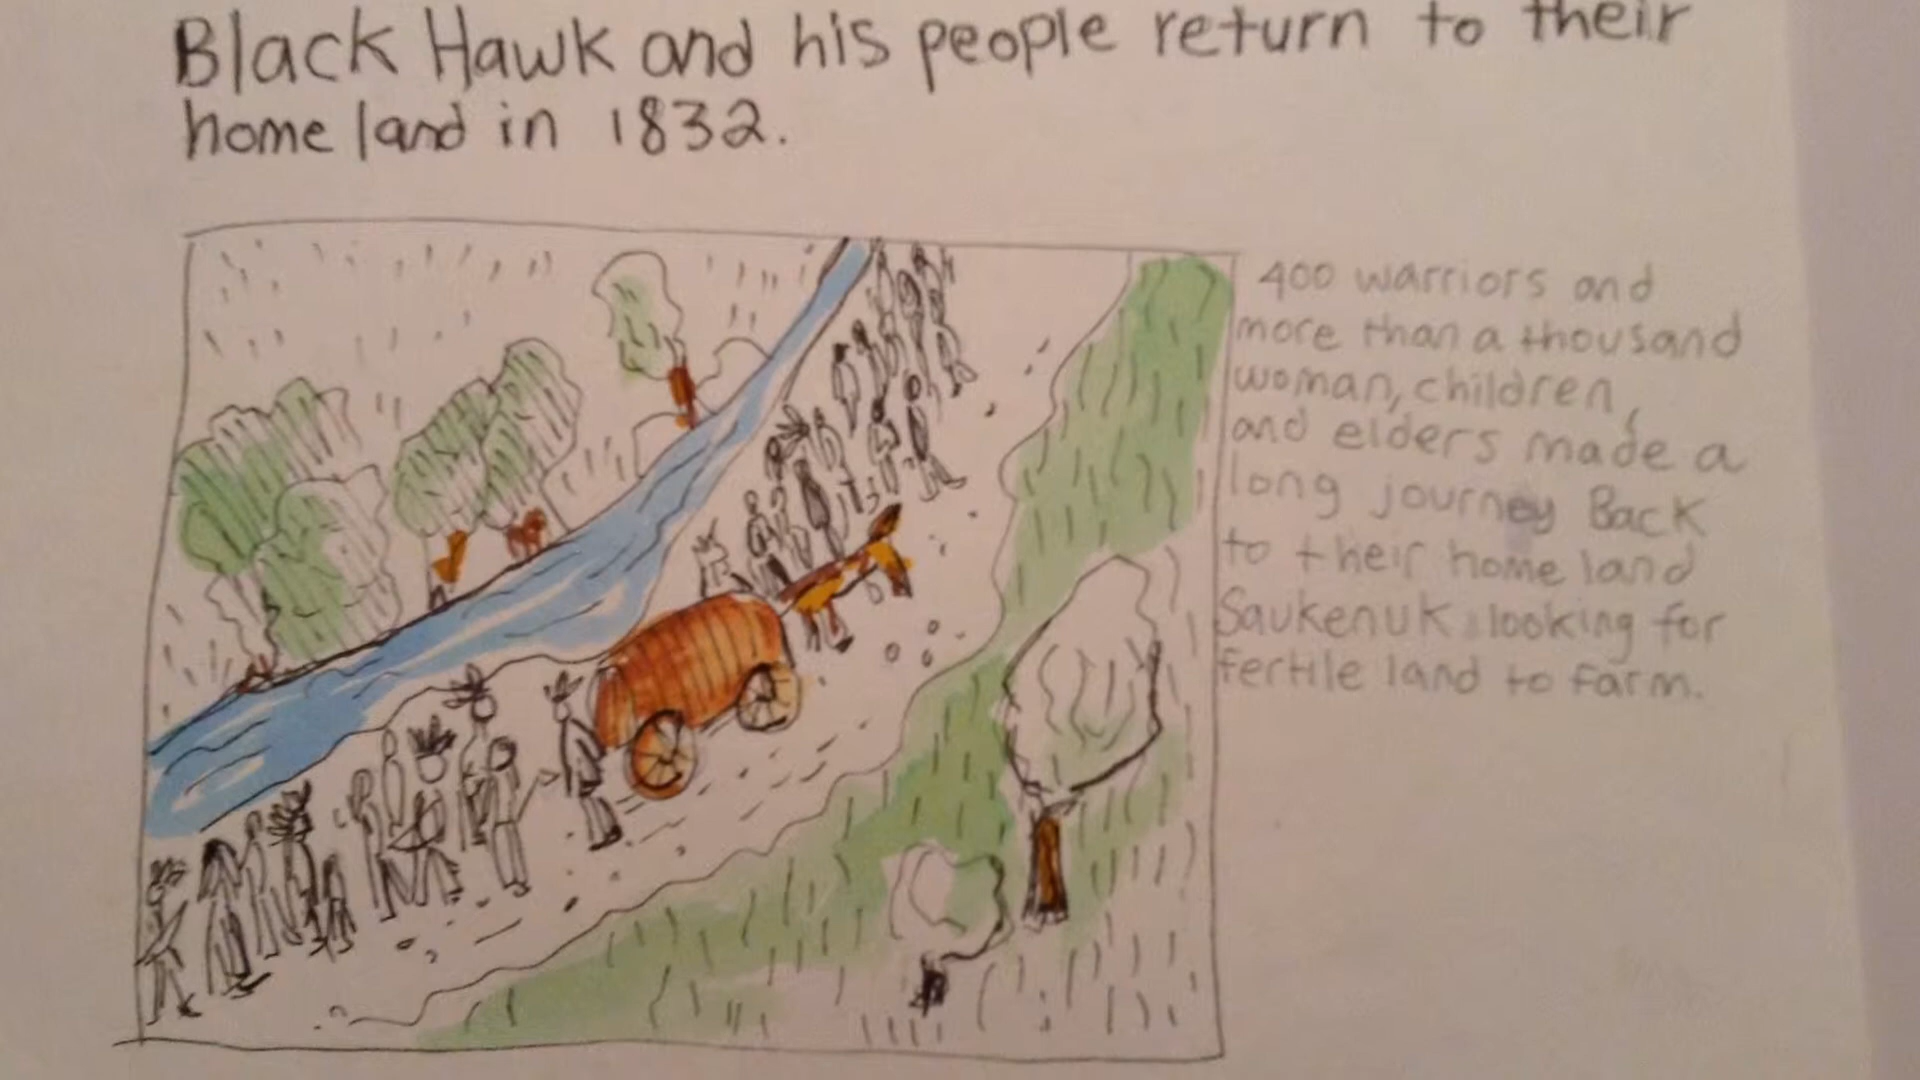 Black Hawk and his people return to their
home land in 1832.
400 warriors and
more than a thousand
woman, children,
and elders made a
long journey Back
to their home land
Saukenuk looking for
fertile land to farm.